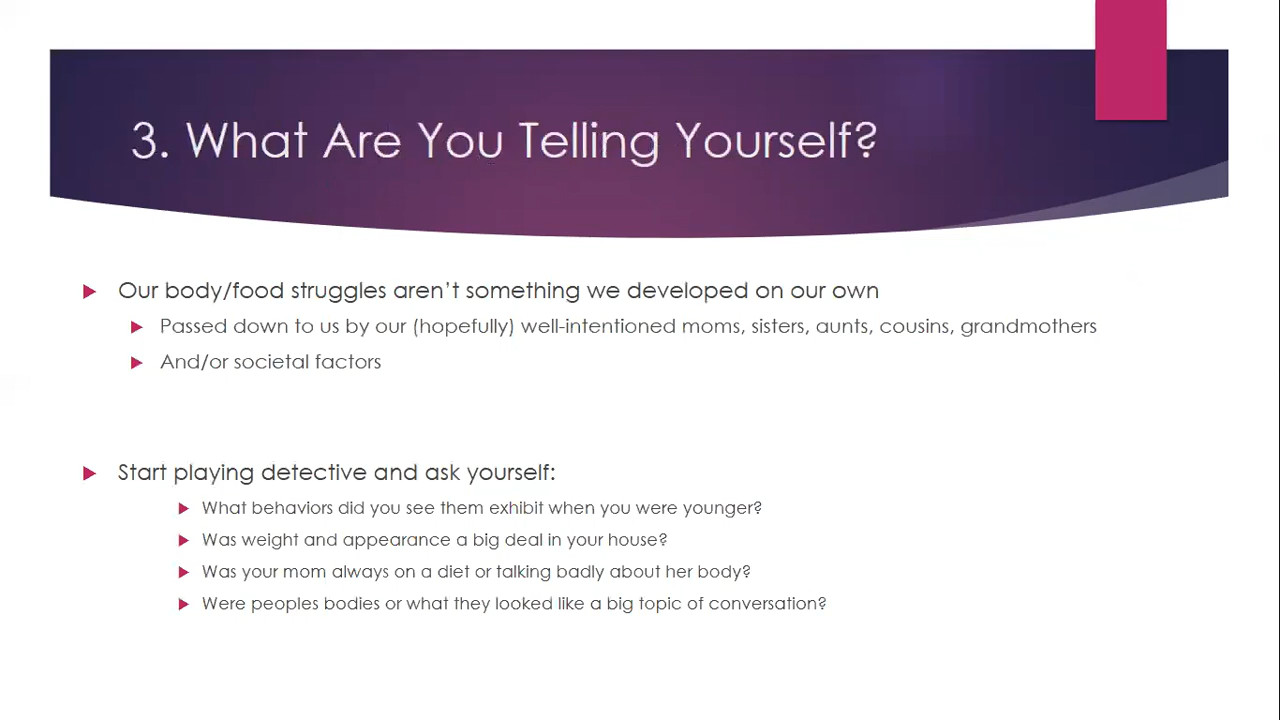 3. What Are You Telling Yourself?
Our body/food struggles aren't something we developed on our own
Passed down to us by our (hopefully) well-intentioned moms, sisters, aunts, cousins, grandmothers
And/or societal factors
Start playing detective and ask yourself:
What behaviors did you see them exhibit when you were younger?
Was weight and appearance a big deal in your house?
Was your mom always on a diet or talking badly about her body?
Were peoples bodies or what they looked like a big topic of conversation?